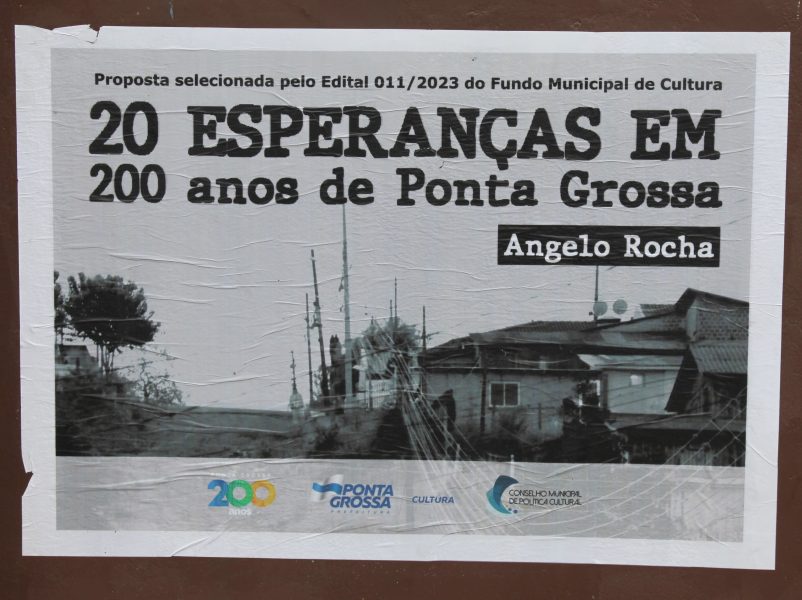 Proposta selecionada pelo Edital 011/2023 do Fundo Municipal de Cultura
20 ESPERANÇAS EM
200 anos de Ponta Grossa
Angelo Rocha
200
anos
PONTA
GROSSA
PREFEITURA
CULTURA
CONSELHO MUNICIPAL
DE POLÍTICA CULTURAL